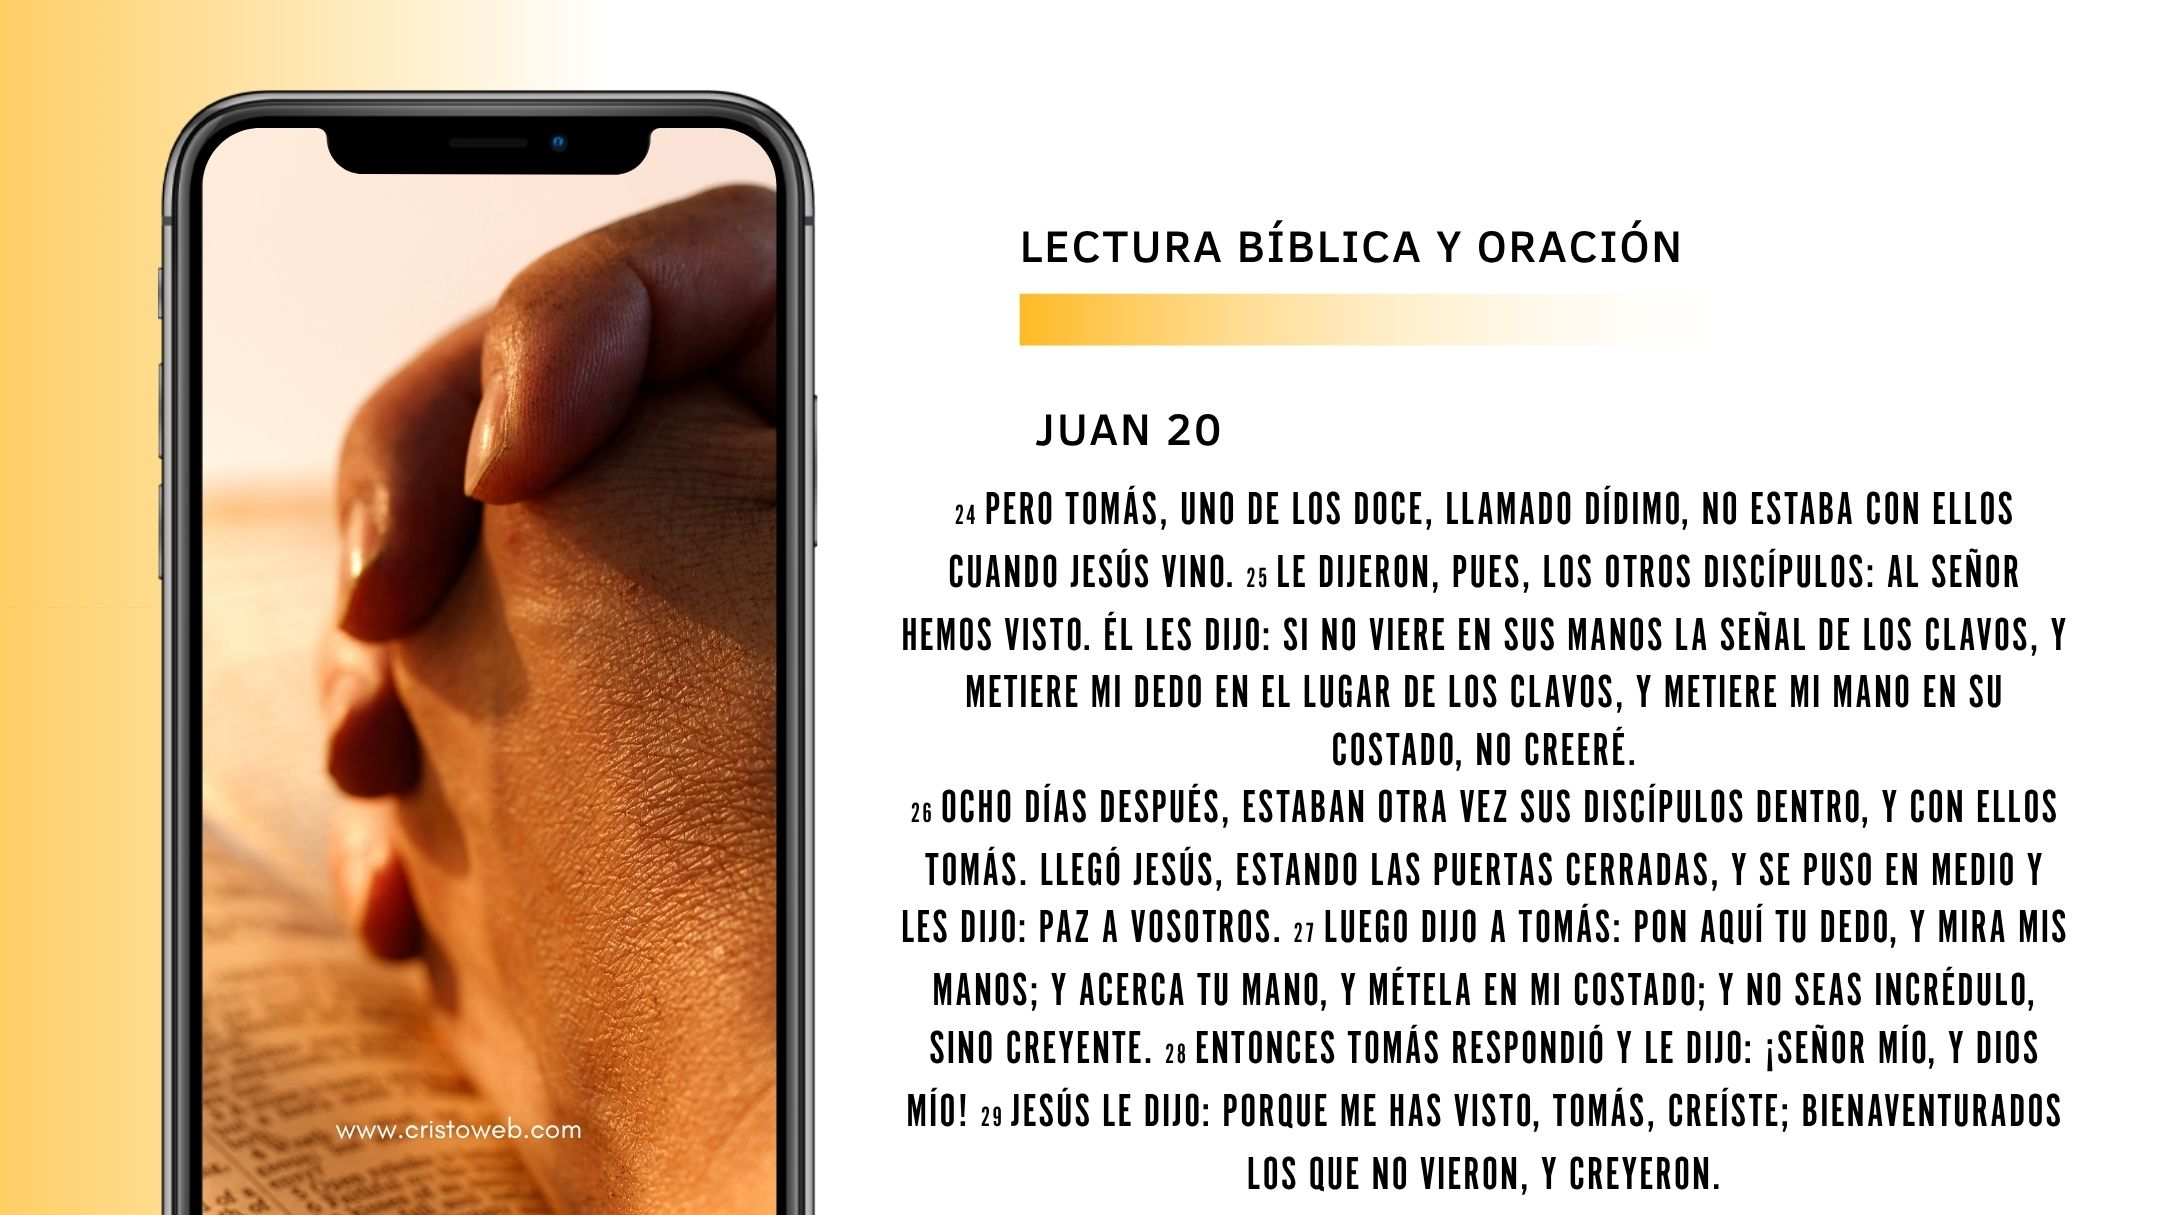 LECTURA BÍBLICA Y ORACIÓN
JUAN 20
24 PERO TOMÁS, UNO DE LOS DOCE, LLAMADO DÍDIMO, NO ESTABA CON ELLOS
CUANDO JESÚS VINO. 25 LE DIJERON, PUES, LOS OTROS DISCÍPULOS: AL SEÑOR
HEMOS VISTO. ÉL LES DIJO: SI NO VIERE EN SUS MANOS LA SEÑAL DE LOS CLAVOS, Y
METIERE MI DEDO EN EL LUGAR DE LOS CLAVOS, Y METIERE MI MANO EN SU
COSTADO, NO CREERÉ.
26 OCHO DÍAS DESPUÉS, ESTABAN OTRA VEZ SUS DISCÍPULOS DENTRO, Y CON ELLOS
TOMÁS. LLEGÓ JESÚS, ESTANDO LAS PUERTAS CERRADAS, Y SE PUSO EN MEDIO Y
LES DIJO: PAZ A VOSOTROS. 27 LUEGO DIJO A TOMÁS: PON AQUÍ TU DEDO, Y MIRA MIS
MANOS; Y ACERCA TU MANO, Y MÉTELA EN MI COSTADO; Y NO SEAS INCRÉDULO,
SINO CREYENTE. 28 ENTONCES TOMÁS RESPONDIÓ Y LE DIJO: ¡SEÑOR MÍO, Y DIOS
MÍO! 29 JESÚS LE DIJO: PORQUE ME HAS VISTO, TOMÁS, CREÍSTE; BIENAVENTURADOS
LOS QUE NO VIERON, Y CREYERON.
www.cristoweb.com